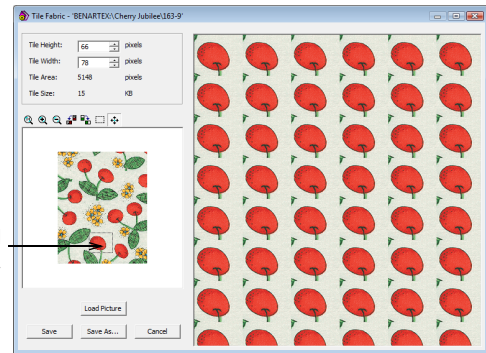 Tile Fabric - 'BENARTEX:\Cherry Jubilee\163-9'
Tile Height: 66 pixels
Tile Width: 78 pixels
Tile Area: 5148 pixels
Tile Size: 15 KB
Load Picture
Save Save As... Cancel